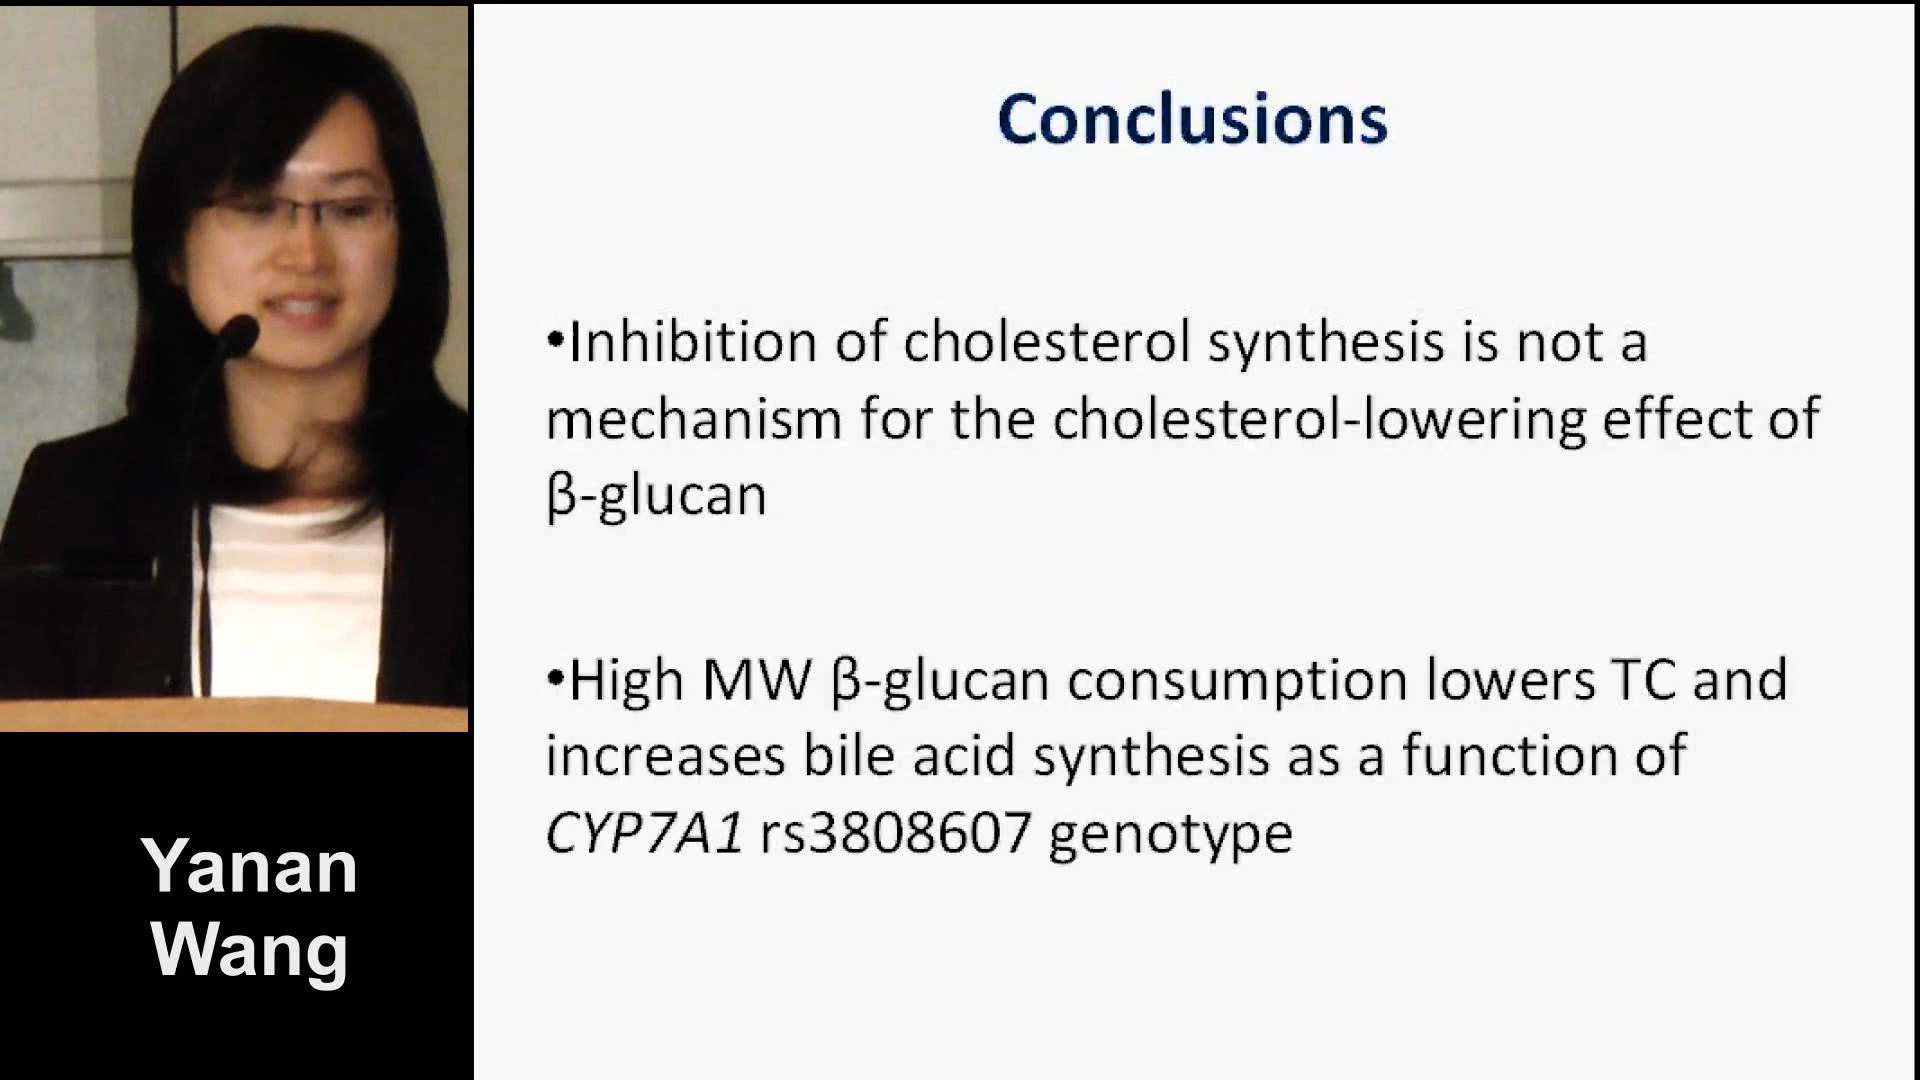 Conclusions
•Inhibition of cholesterol synthesis is not a
mechanism for the cholesterol-lowering effect of
β-glucan
•High MW β-glucan consumption lowers TC and
increases bile acid synthesis as a function of
CYP7A1 rs3808607 genotype
Yanan
Wang